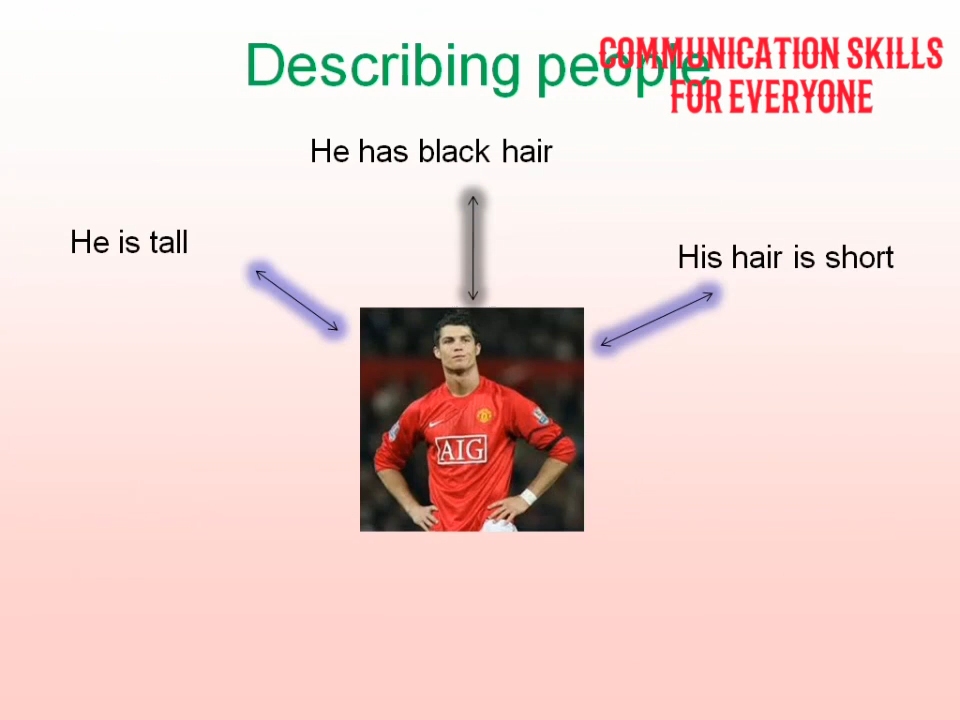 Describing people
COMMUNICATION SKILLS
FOR EVERYONE
He has black hair
He is tall
His hair is short
AIG